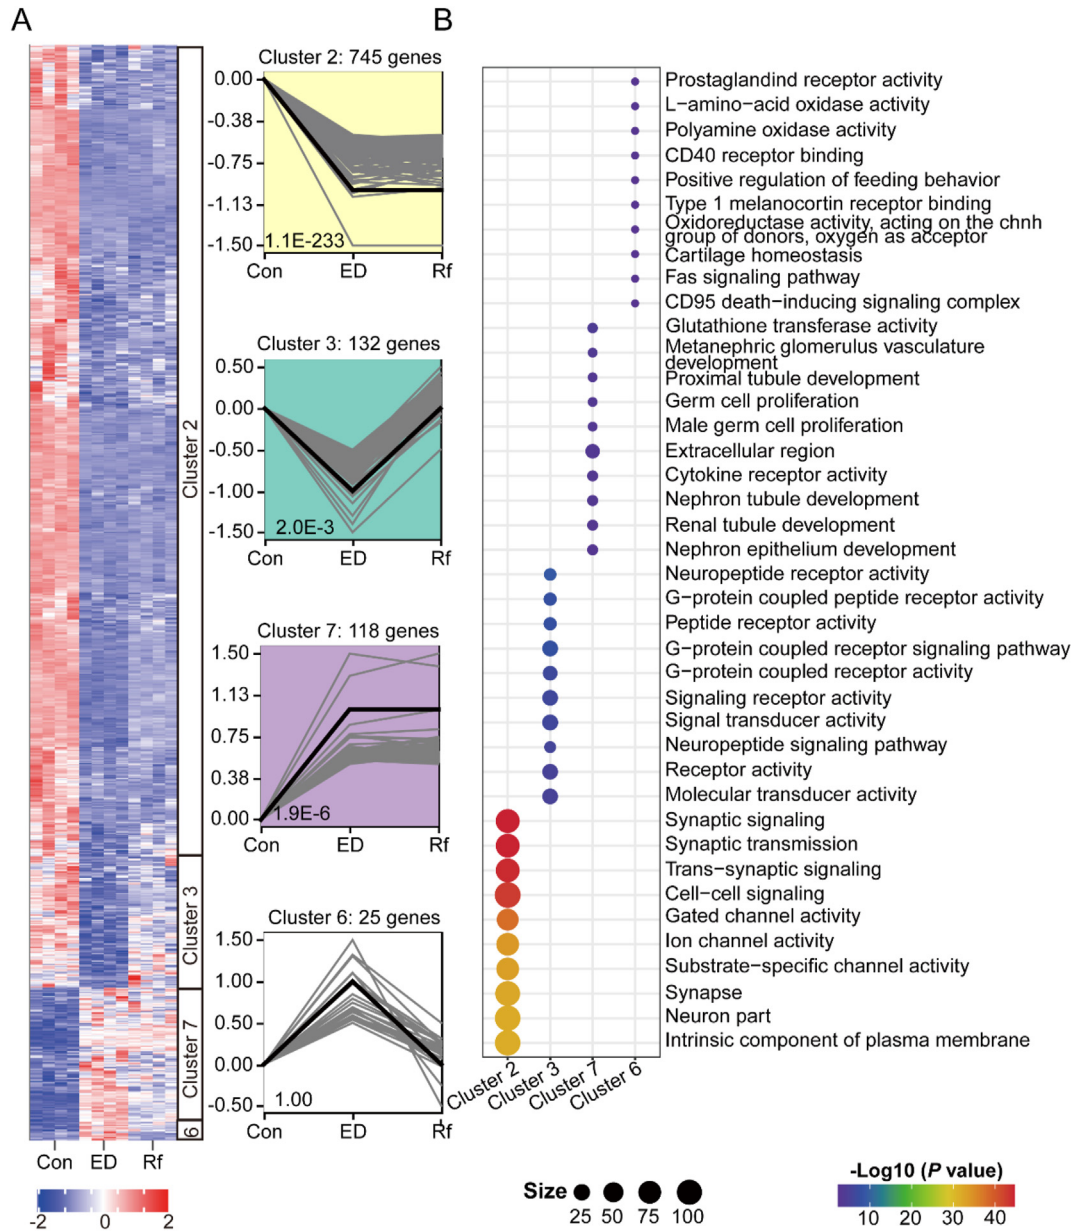 A
Cluster 2: 745 genes
0.00
-0.38
-0.75
-1.13
-1.50
1.1E-233
Con ED Rf
Cluster 3: 132 genes
0.50
0.00
-0.50
-1.00
-1.50
2.0E-3
Con ED Rf
Cluster 7: 118 genes
1.50
1.13
0.75
0.38
0.00
1.9E-6
Con ED Rf
Cluster 6: 25 genes
1.50
1.00
0.50
0.00
-0.50
1.00
Con ED Rf
Cluster 2
Cluster 3
Cluster 7
6
Con ED Rf
-2 0 2
B
Prostaglandind receptor activity
L−amino−acid oxidase activity
Polyamine oxidase activity
CD40 receptor binding
Positive regulation of feeding behavior
Type 1 melanocortin receptor binding
Oxidoreductase activity, acting on the chnh
group of donors, oxygen as acceptor
Cartilage homeostasis
Fas signaling pathway
CD95 death−inducing signaling complex
Glutathione transferase activity
Metanephric glomerulus vasculature
development
Proximal tubule development
Germ cell proliferation
Male germ cell proliferation
Extracellular region
Cytokine receptor activity
Nephron tubule development
Renal tubule development
Nephron epithelium development
Neuropeptide receptor activity
G−protein coupled peptide receptor activity
Peptide receptor activity
G−protein coupled receptor signaling pathway
G−protein coupled receptor activity
Signaling receptor activity
Signal transducer activity
Neuropeptide signaling pathway
Receptor activity
Molecular transducer activity
Synaptic signaling
Synaptic transmission
Trans−synaptic signaling
Cell−cell signaling
Gated channel activity
Ion channel activity
Substrate−specific channel activity
Synapse
Neuron part
Intrinsic component of plasma membrane
Cluster 2
Cluster 3
Cluster 7
Cluster 6
Size
25 50 75 100
-Log10 (P value)
10 20 30 40